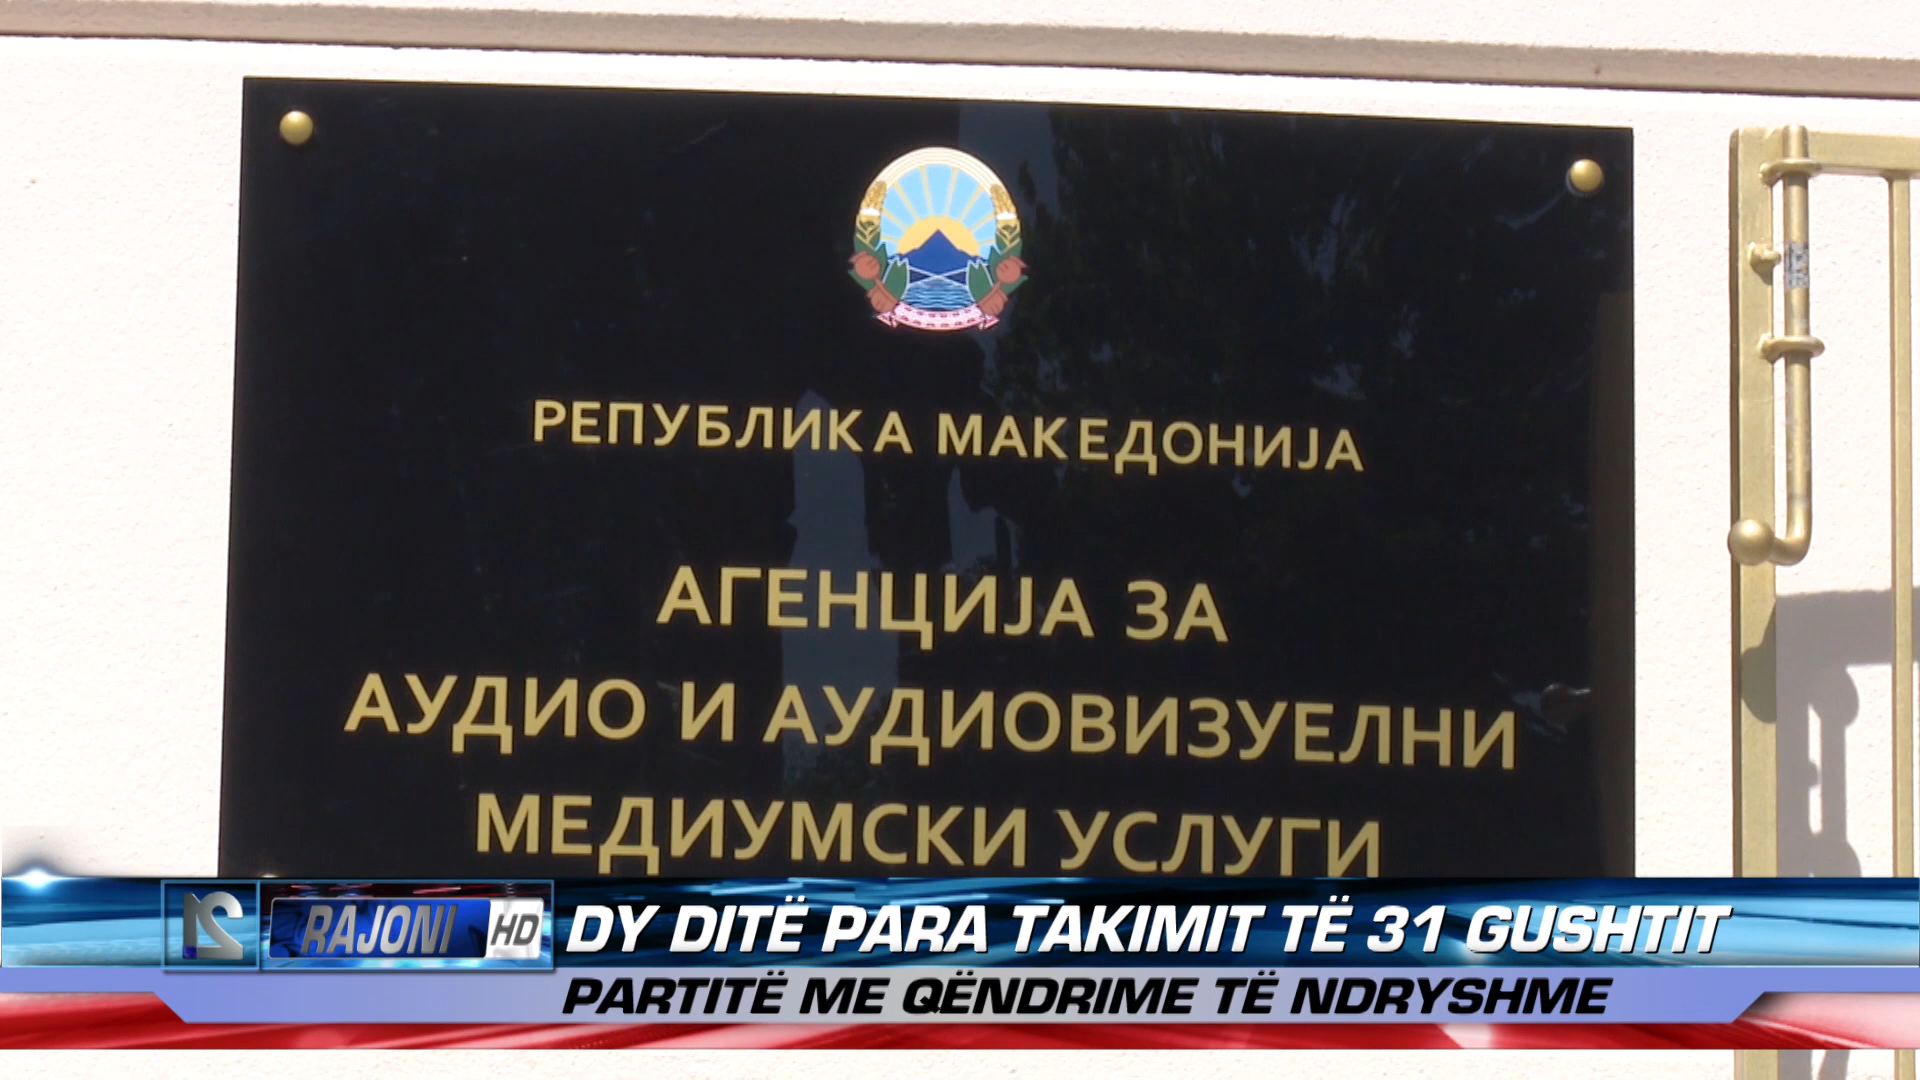 РЕПУБЛИКА МАКЕДОНИЈА
АГЕНЦИЈА ЗА
АУДИО И АУДИОВИЗУЕЛНИ
МЕДИУМСКИ УСЛУГИ
21 RAJONI HD DY DITË PARA TAKIMIT TË 31 GUSHTIT
PARTITË ME QËNDRIME TË NDRYSHME